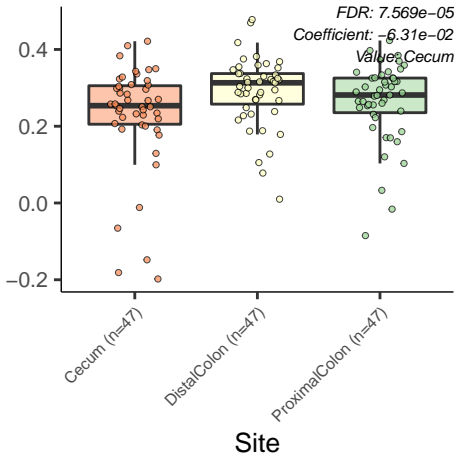 FDR: 7.569e−05
Coefficient: −6.31e−02
Value: Cecum
0.4
0.2
0.0
−0.2
Cecum (n=47)
DistalColon (n=47)
ProximalColon (n=47)
Site